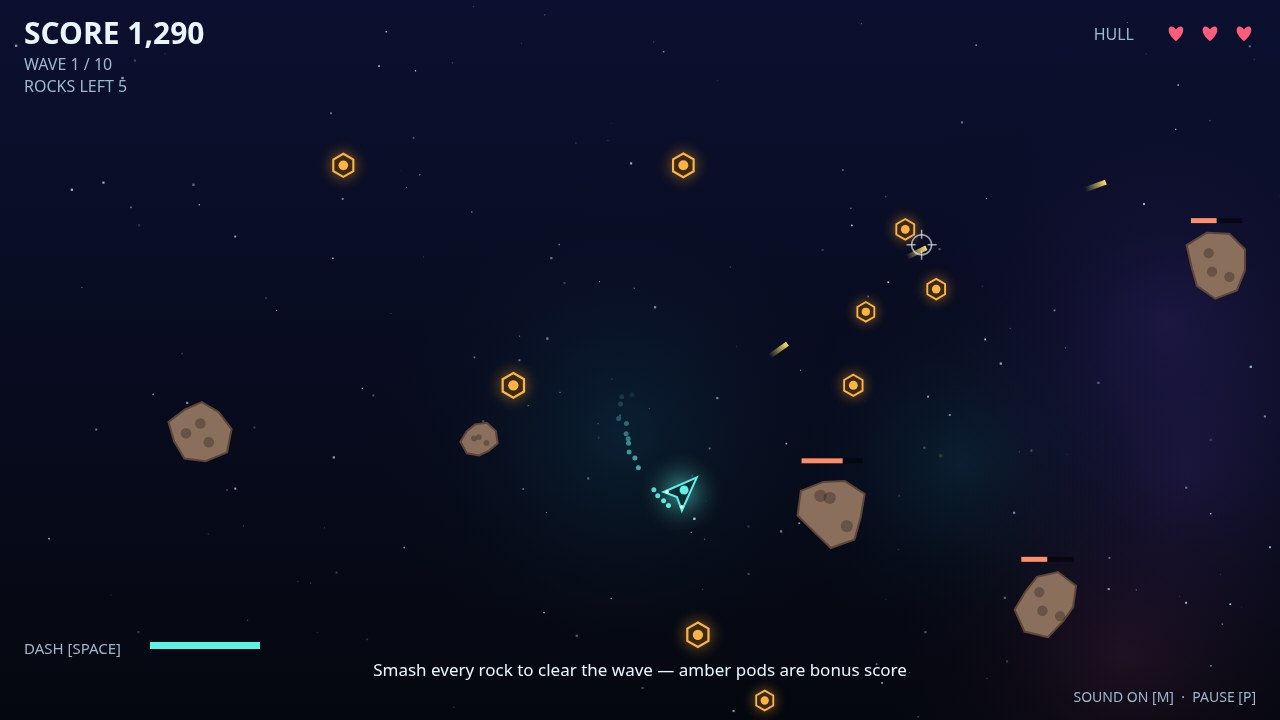 SCORE 1,290
HULL
WAVE 1 / 10
ROCKS LEFT 5
DASH [SPACE]
Smash every rock to clear the wave — amber pods are bonus score
SOUND ON [M] · PAUSE [P]